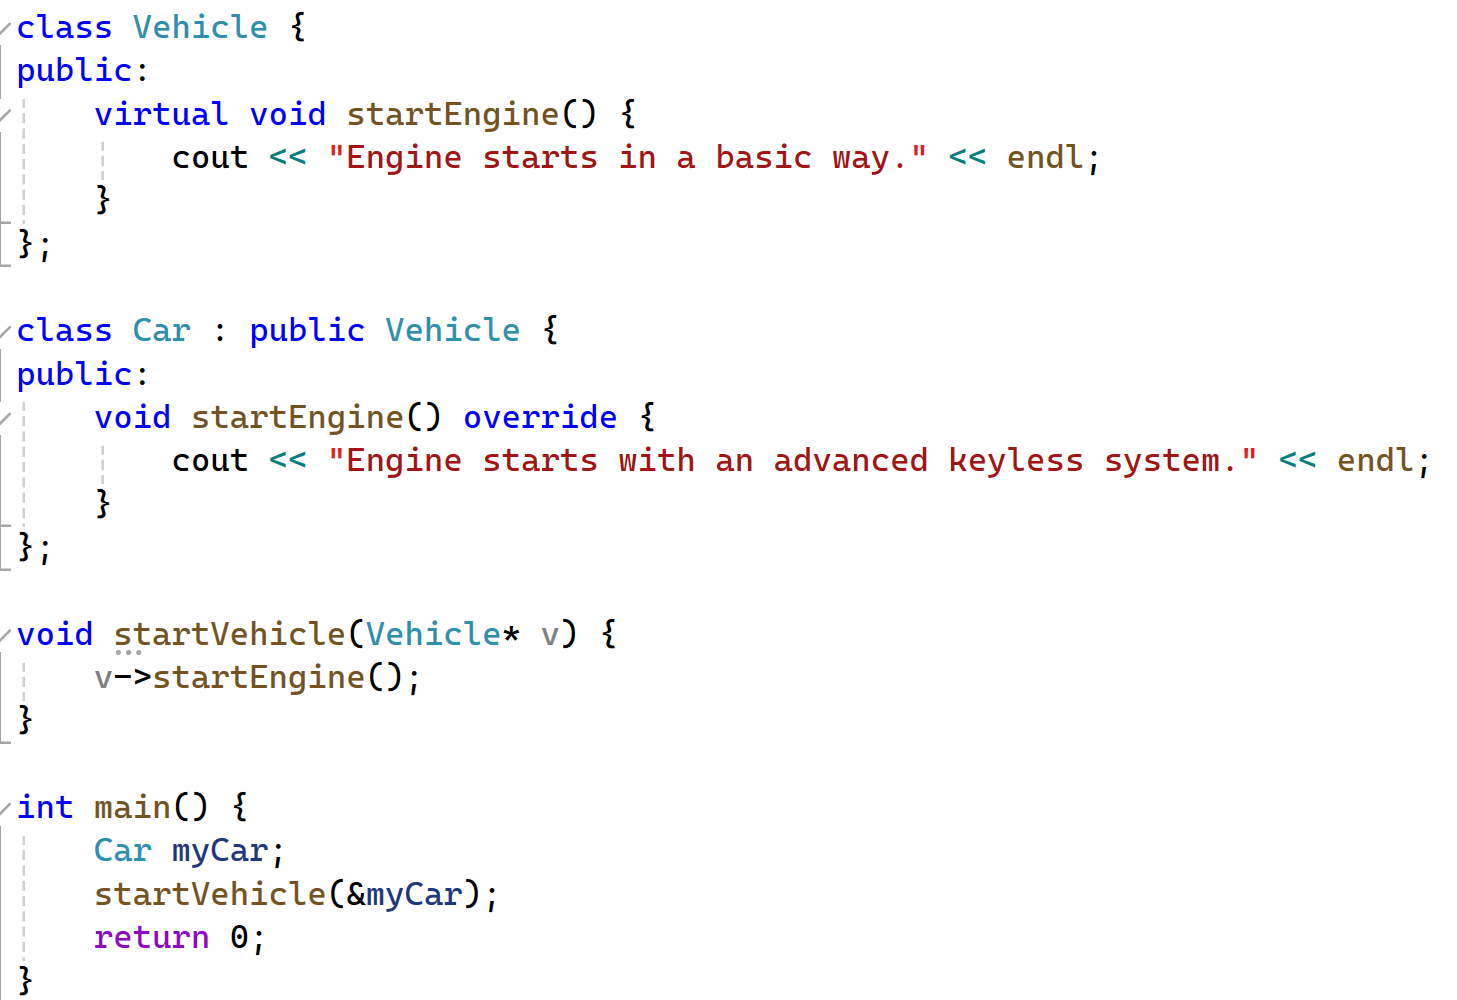 class Vehicle {
public:
    virtual void startEngine() {
        cout << "Engine starts in a basic way." << endl;
    }
};

class Car : public Vehicle {
public:
    void startEngine() override {
        cout << "Engine starts with an advanced keyless system." << endl;
    }
};

void startVehicle(Vehicle* v) {
    v->startEngine();
}

int main() {
    Car myCar;
    startVehicle(&myCar);
    return 0;
}